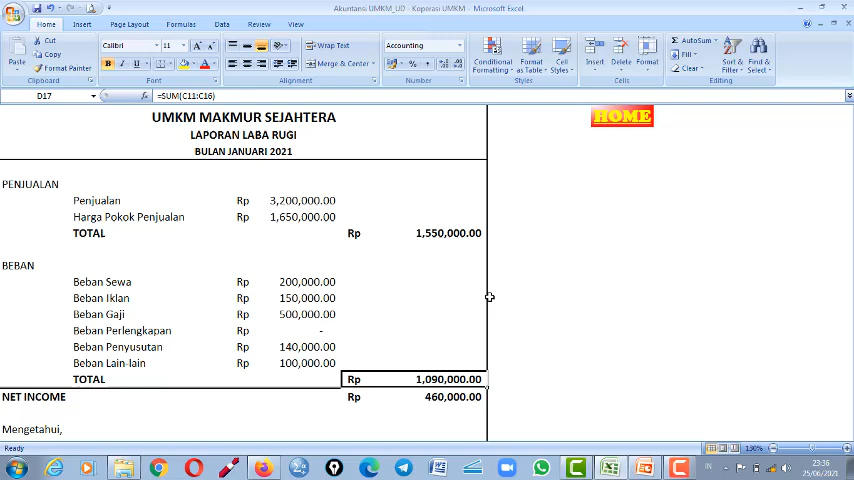 Akuntansi UMKM_UD - Koperasi UMKM - Microsoft Excel
Home Insert Page Layout Formulas Data Review View
Cut
Copy
Format Painter
Paste
Clipboard
Calibri 11
B I U
Font
Wrap Text
Merge & Center
Alignment
Accounting
% ,
Number
Conditional Formatting
Format as Table
Cell Styles
Styles
Insert Delete Format
Cells
Σ AutoSum
Fill
Clear
Sort & Filter
Find & Select
Editing
D17 fx =SUM(C11:C16)
UMKM MAKMUR SEJAHTERA
LAPORAN LABA RUGI
BULAN JANUARI 2021
HOME
PENJUALAN
Penjualan Rp 3,200,000.00
Harga Pokok Penjualan Rp 1,650,000.00
TOTAL Rp 1,550,000.00
BEBAN
Beban Sewa Rp 200,000.00
Beban Iklan Rp 150,000.00
Beban Gaji Rp 500,000.00
Beban Perlengkapan Rp -
Beban Penyusutan Rp 140,000.00
Beban Lain-lain Rp 100,000.00
TOTAL Rp 1,090,000.00
NET INCOME Rp 460,000.00
Mengetahui,
Ready 130%
IN 23:36
25/06/2021